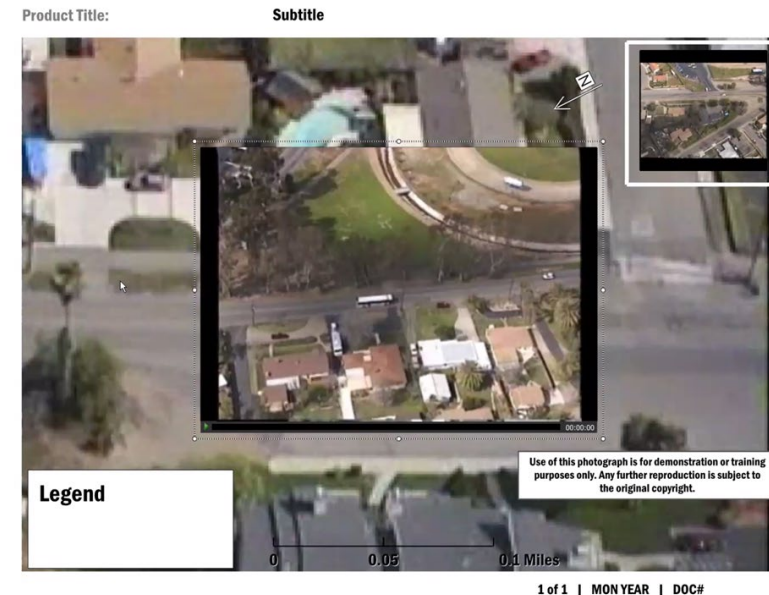 Product Title: Subtitle
N
00:00:00
Use of this photograph is for demonstration or training
purposes only. Any further reproduction is subject to
the original copyright.
Legend
0 0.05 0.1 Miles
1 of 1 | MON YEAR | DOC#